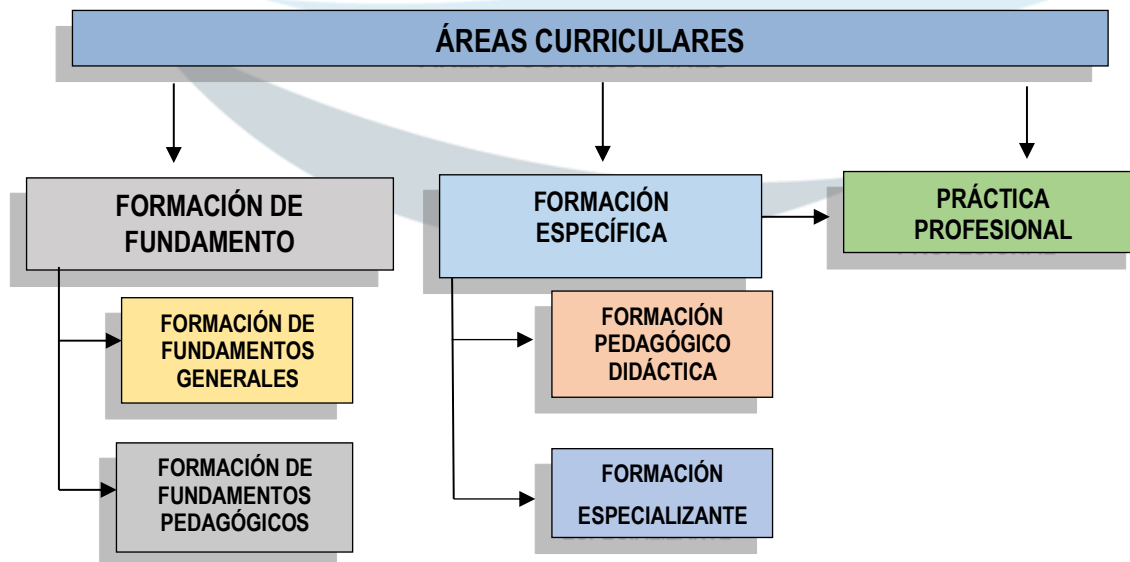 ÁREAS CURRICULARES
FORMACIÓN DE
FUNDAMENTO
FORMACIÓN
ESPECÍFICA
PRÁCTICA
PROFESIONAL
FORMACIÓN DE
FUNDAMENTOS
GENERALES
FORMACIÓN
PEDAGÓGICO
DIDÁCTICA
FORMACIÓN DE
FUNDAMENTOS
PEDAGÓGICOS
FORMACIÓN
ESPECIALIZANTE